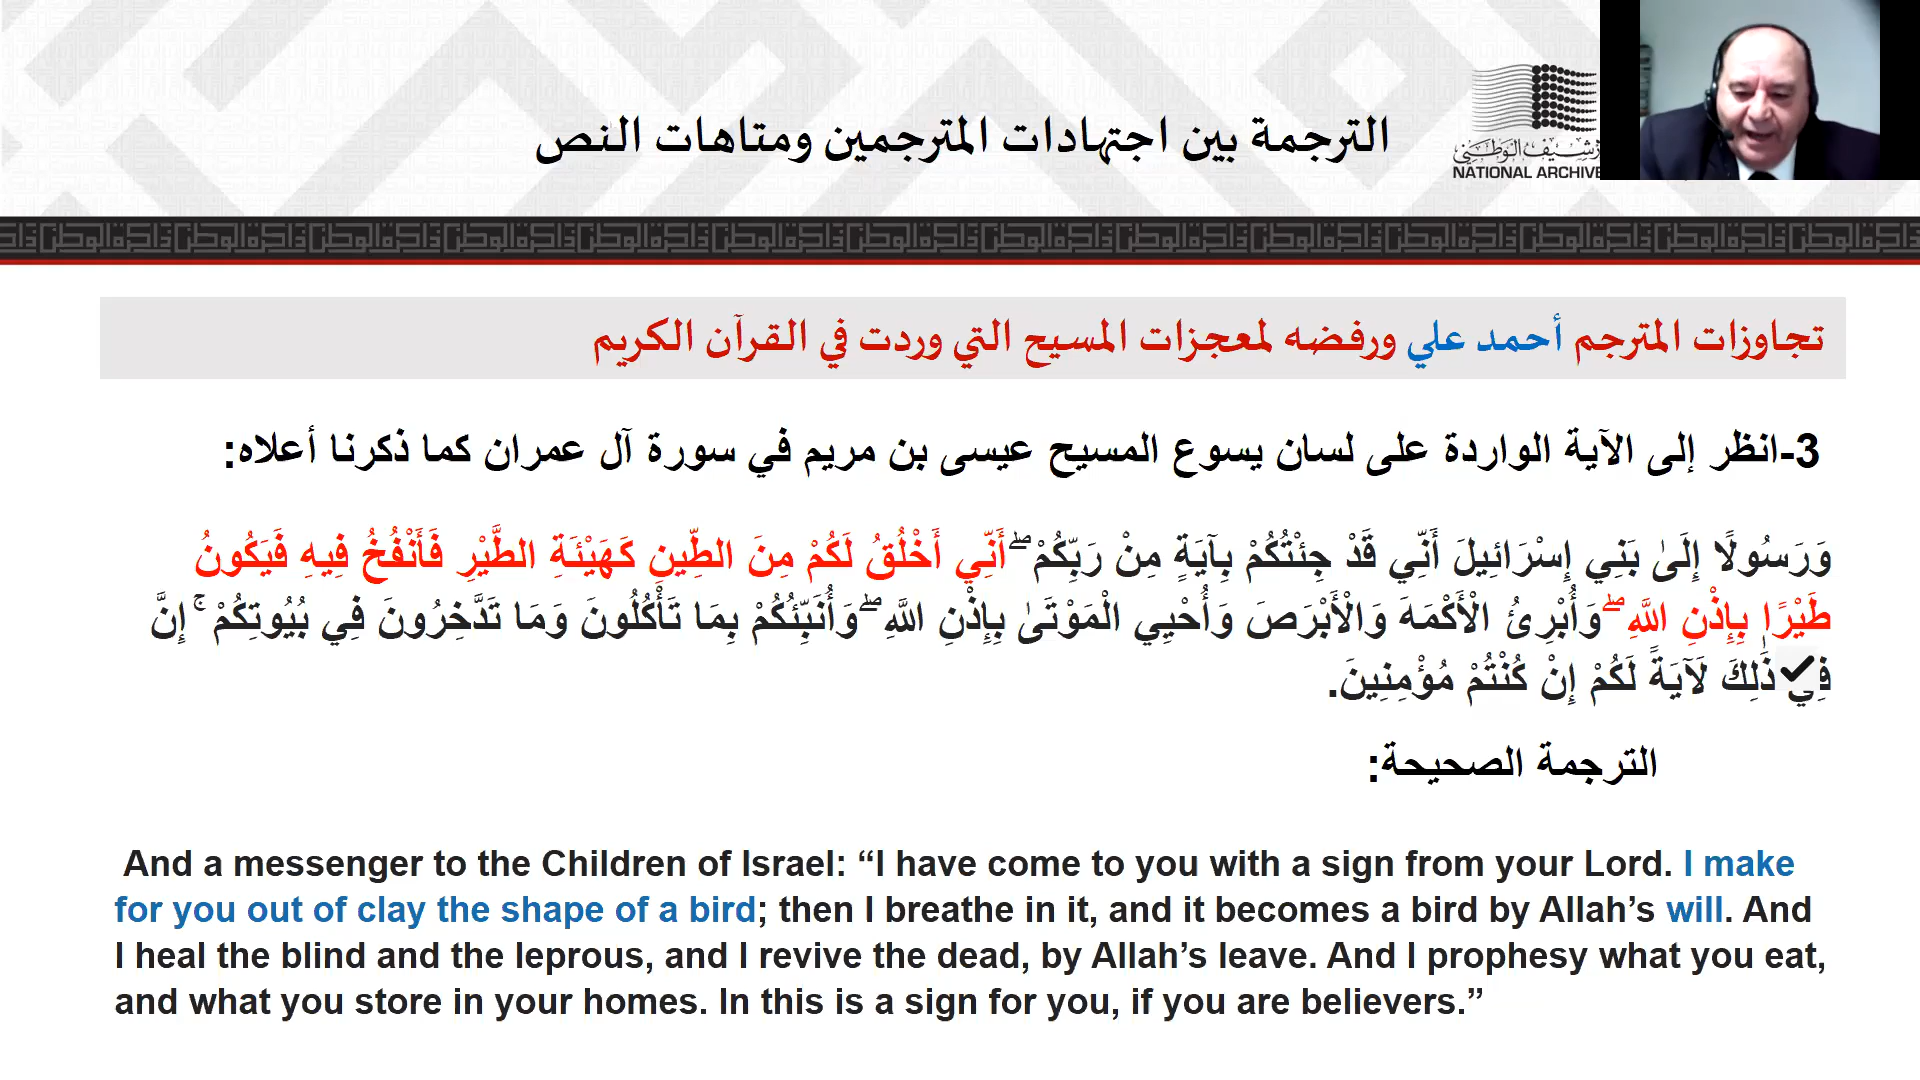 الترجمة بين اجتهادات المترجمين ومتاهات النص
NATIONAL ARCHIVE
تجاوزات المترجم أحمد علي ورفضه لمعجزات المسيح التي وردت في القرآن الكريم
3-انظر إلى الآية الواردة على لسان يسوع المسيح عيسى بن مريم في سورة آل عمران كما ذكرنا أعلاه:
وَرَسُولًا إِلَىٰ بَنِي إِسْرَائِيلَ أَنِّي قَدْ جِئْتُكُمْ بِآيَةٍ مِنْ رَبِّكُمْ ۖ أَنِّي أَخْلُقُ لَكُمْ مِنَ الطِّينِ كَهَيْئَةِ الطَّيْرِ فَأَنْفُخُ فِيهِ فَيَكُونُ
طَيْرًا بِإِذْنِ اللَّهِ ۖ وَأُبْرِئُ الْأَكْمَهَ وَالْأَبْرَصَ وَأُحْيِي الْمَوْتَىٰ بِإِذْنِ اللَّهِ ۖ وَأُنَبِّئُكُمْ بِمَا تَأْكُلُونَ وَمَا تَدَّخِرُونَ فِي بُيُوتِكُمْ ۚ إِنَّ
فِي ذَٰلِكَ لَآيَةً لَكُمْ إِنْ كُنْتُمْ مُؤْمِنِينَ.
الترجمة الصحيحة:
And a messenger to the Children of Israel: “I have come to you with a sign from your Lord. I make
for you out of clay the shape of a bird; then I breathe in it, and it becomes a bird by Allah’s will. And
I heal the blind and the leprous, and I revive the dead, by Allah’s leave. And I prophesy what you eat,
and what you store in your homes. In this is a sign for you, if you are believers.”